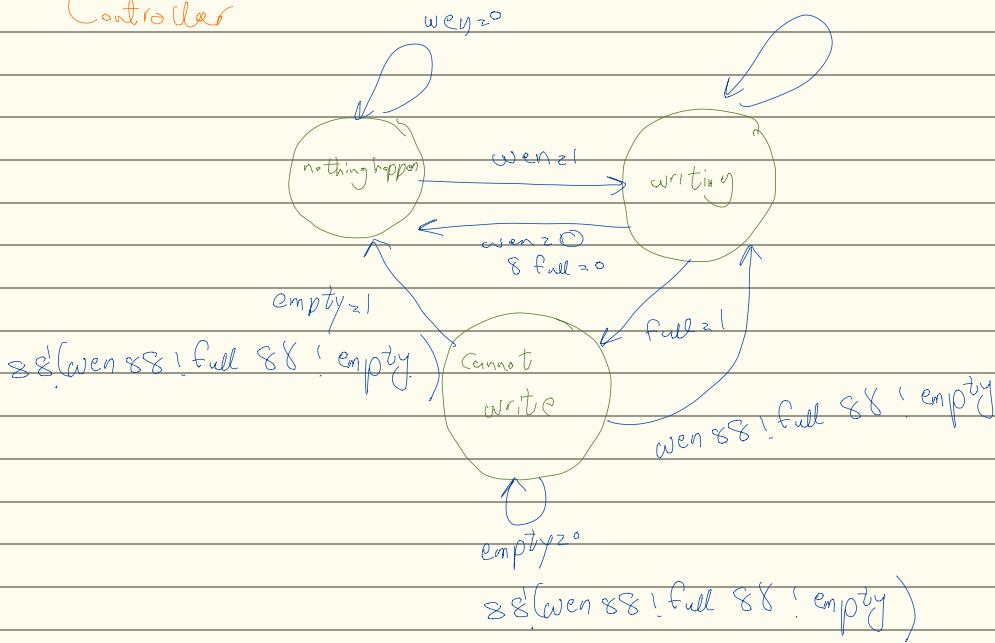 Controller
wen=0
nothing happen
wen=1
writing
wen=0
& full=0
empty=1
full=1
&&!(wen && !full && !empty)
Cannot
write
wen && !full && !empty
empty=0
&&!(wen && !full && !empty)